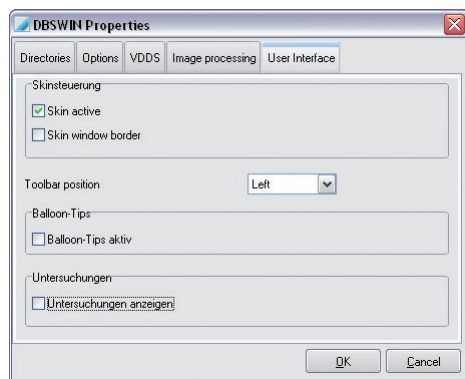 DBSWIN Properties
Directories Options VDDS Image processing User Interface
Skinsteuerung
Skin active
Skin window border
Toolbar position Left
Balloon-Tips
Balloon-Tips aktiv
Untersuchungen
Untersuchungen anzeigen
OK Cancel